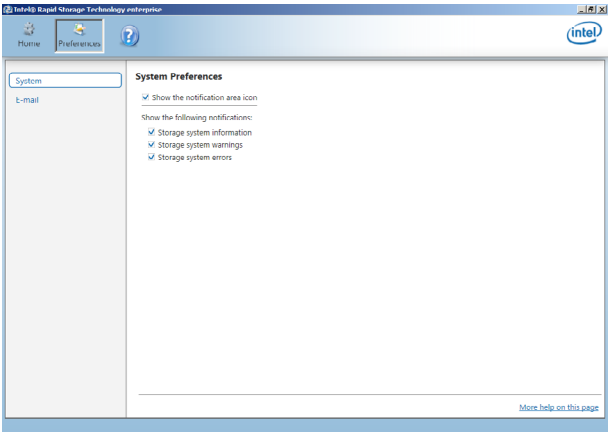 Intel® Rapid Storage Technology enterprise
Home
Preferences
?
intel
System
E-mail
System Preferences
Show the notification area icon
Show the following notifications:
Storage system information
Storage system warnings
Storage system errors
More help on this page